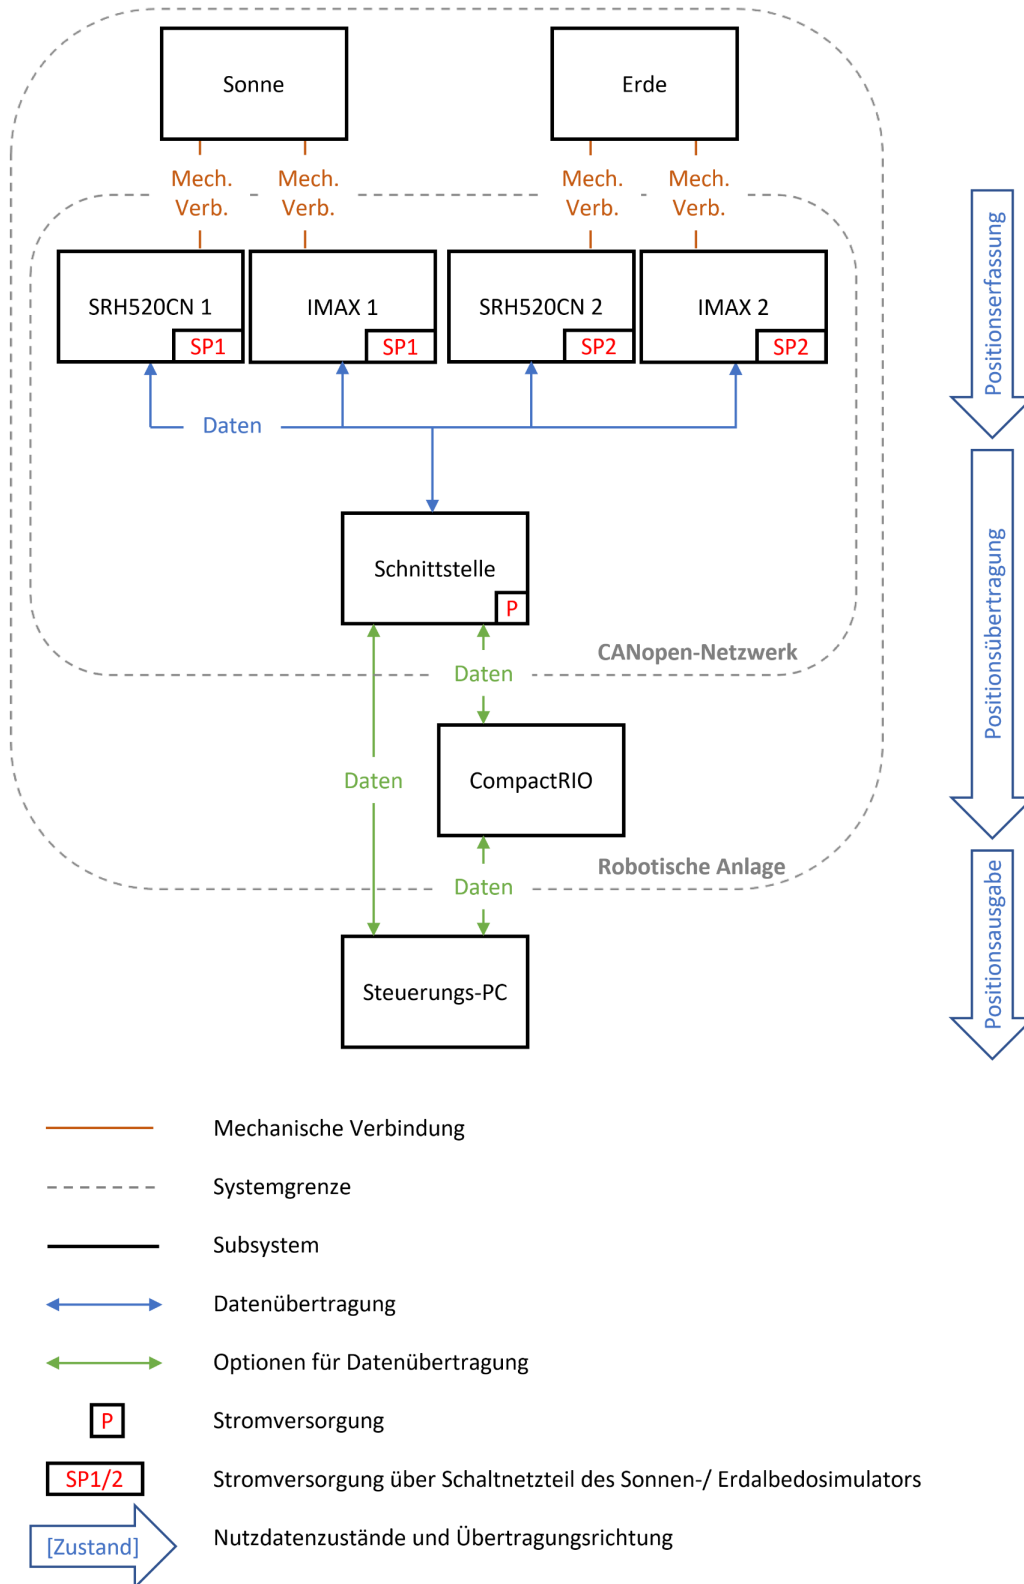 Sonne
Erde
Mech.
Verb.
Mech.
Verb.
Mech.
Verb.
Mech.
Verb.
SRH520CN 1
SP1
IMAX 1
SP1
SRH520CN 2
SP2
IMAX 2
SP2
Positionserfassung
Daten
Schnittstelle
P
CANopen-Netzwerk
Daten
Positionsübertragung
Daten
CompactRIO
Robotische Anlage
Daten
Positionsausgabe
Steuerungs-PC
Mechanische Verbindung
Systemgrenze
Subsystem
Datenübertragung
Optionen für Datenübertragung
P
Stromversorgung
SP1/2
Stromversorgung über Schaltnetzteil des Sonnen-/ Erdalbedosimulators
[Zustand]
Nutzdatenzustände und Übertragungsrichtung